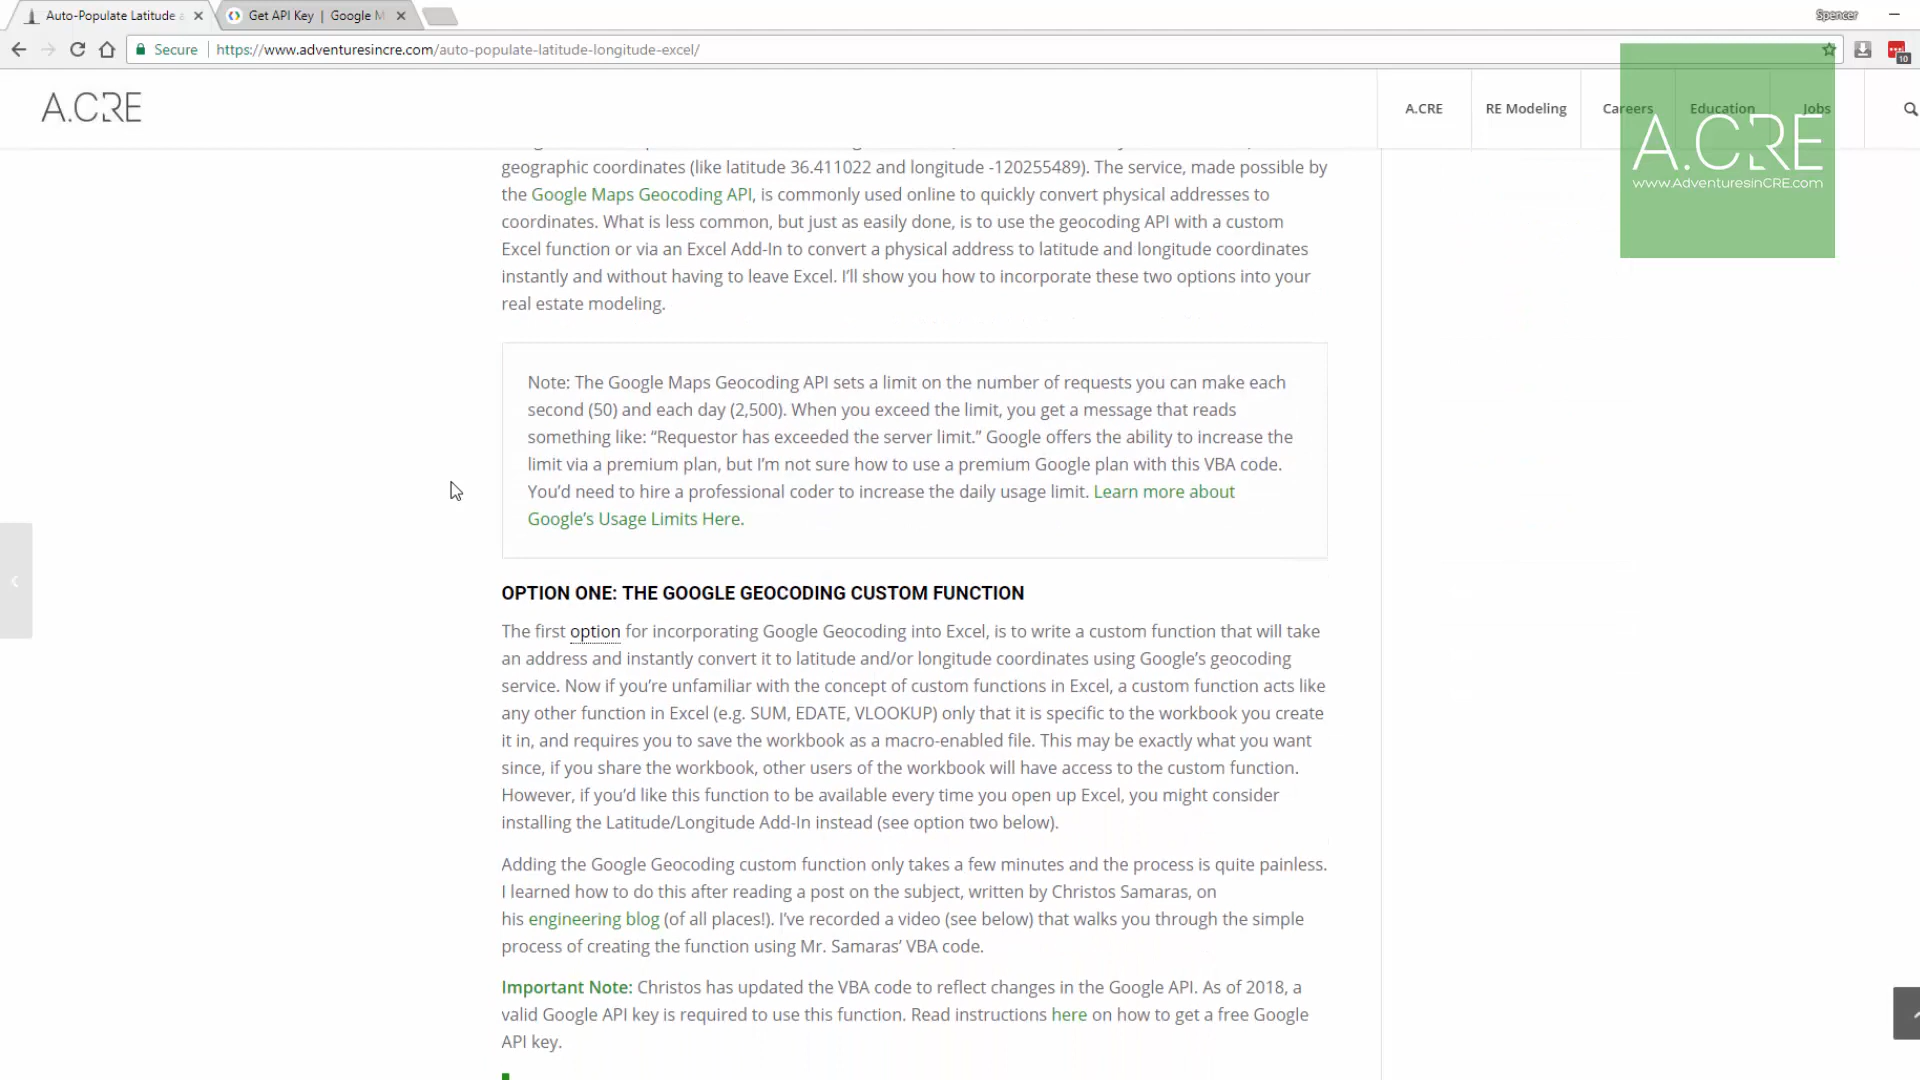 Auto-Populate Latitude
Get API Key | Google M
Spencer
Secure
https://www.adventuresincre.com/auto-populate-latitude-longitude-excel/
10
A.CRE
A.CRE
RE Modeling
Careers
Education
Jobs
A.CRE
www.AdventuresinCRE.com
geographic coordinates (like latitude 36.411022 and longitude -120255489). The service, made possible by
the Google Maps Geocoding API, is commonly used online to quickly convert physical addresses to
coordinates. What is less common, but just as easily done, is to use the geocoding API with a custom
Excel function or via an Excel Add-In to convert a physical address to latitude and longitude coordinates
instantly and without having to leave Excel. I'll show you how to incorporate these two options into your
real estate modeling.
Note: The Google Maps Geocoding API sets a limit on the number of requests you can make each
second (50) and each day (2,500). When you exceed the limit, you get a message that reads
something like: “Requestor has exceeded the server limit.” Google offers the ability to increase the
limit via a premium plan, but I'm not sure how to use a premium Google plan with this VBA code.
You'd need to hire a professional coder to increase the daily usage limit. Learn more about
Google's Usage Limits Here.
OPTION ONE: THE GOOGLE GEOCODING CUSTOM FUNCTION
The first option for incorporating Google Geocoding into Excel, is to write a custom function that will take
an address and instantly convert it to latitude and/or longitude coordinates using Google's geocoding
service. Now if you're unfamiliar with the concept of custom functions in Excel, a custom function acts like
any other function in Excel (e.g. SUM, EDATE, VLOOKUP) only that it is specific to the workbook you create
it in, and requires you to save the workbook as a macro-enabled file. This may be exactly what you want
since, if you share the workbook, other users of the workbook will have access to the custom function.
However, if you'd like this function to be available every time you open up Excel, you might consider
installing the Latitude/Longitude Add-In instead (see option two below).
Adding the Google Geocoding custom function only takes a few minutes and the process is quite painless.
I learned how to do this after reading a post on the subject, written by Christos Samaras, on
his engineering blog (of all places!). I've recorded a video (see below) that walks you through the simple
process of creating the function using Mr. Samaras' VBA code.
Important Note: Christos has updated the VBA code to reflect changes in the Google API. As of 2018, a
valid Google API key is required to use this function. Read instructions here on how to get a free Google
API key.